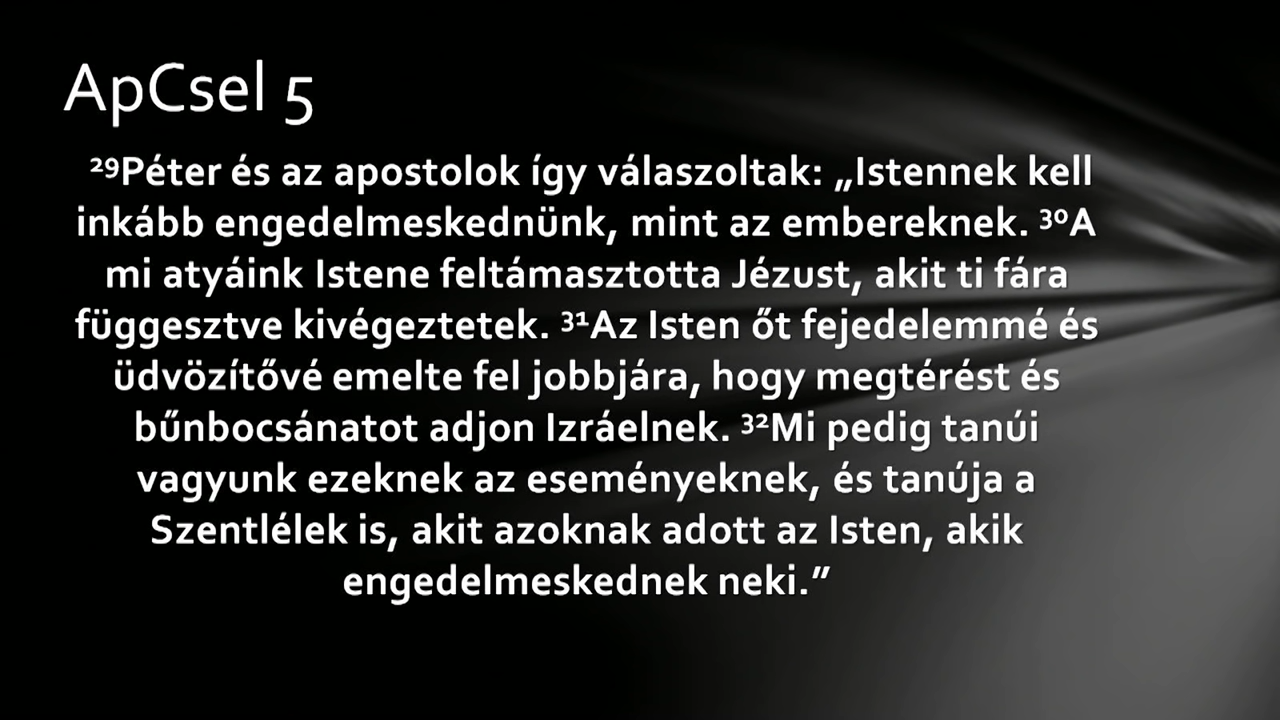 ApCsel 5
²⁹Péter és az apostolok így válaszoltak: „Istennek kell
inkább engedelmeskednünk, mint az embereknek. ³⁰A
mi atyáink Istene feltámasztotta Jézust, akit ti fára
függesztve kivégeztetek. ³¹Az Isten őt fejedelemmé és
üdvözítővé emelte fel jobbjára, hogy megtérést és
bűnbocsánatot adjon Izráelnek. ³²Mi pedig tanúi
vagyunk ezeknek az eseményeknek, és tanúja a
Szentlélek is, akit azoknak adott az Isten, akik
engedelmeskednek neki.”